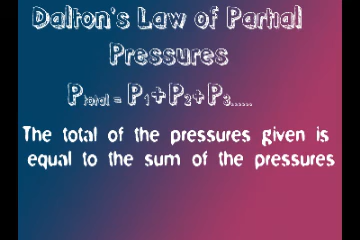 Dalton's Law of Partial
Pressures
Ptotal = P1+P2+P3......
The total of the pressures given is
equal to the sum of the pressures